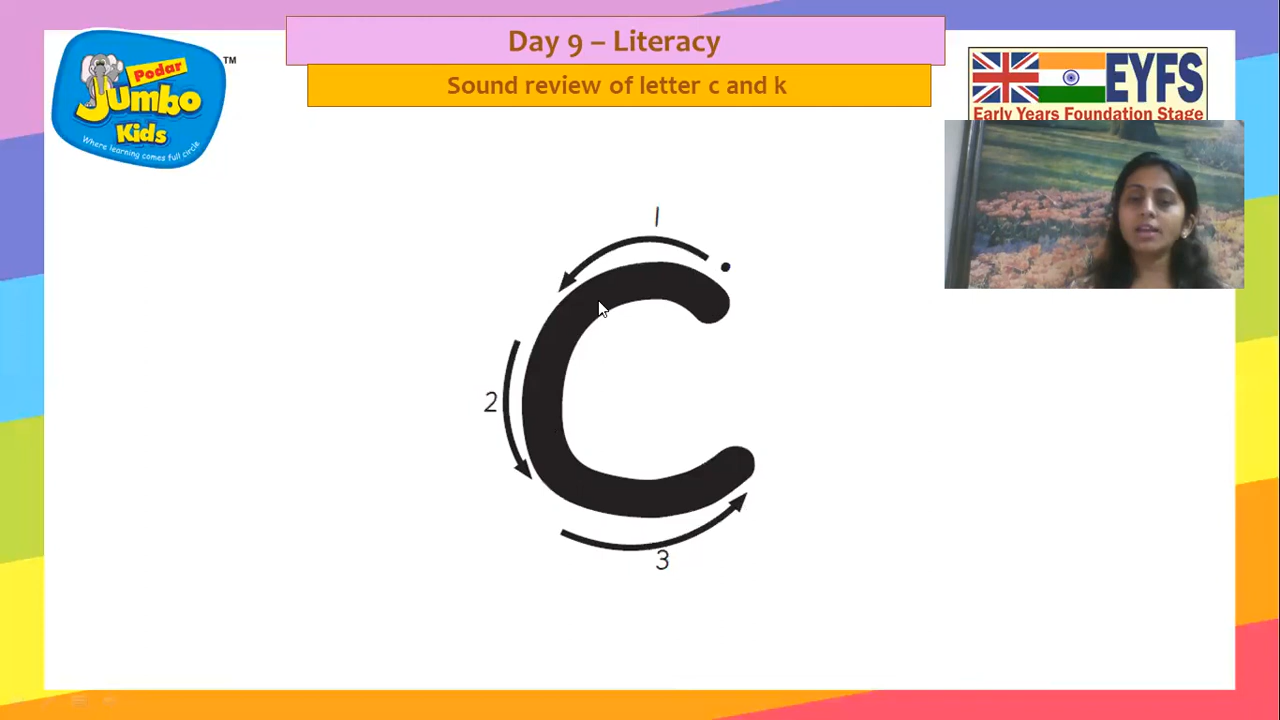 Day 9 – Literacy
Sound review of letter c and k
Podar
Jumbo
Kids
TM
Where learning comes full circle
EYFS
Early Years Foundation Stage
1
c
2
3